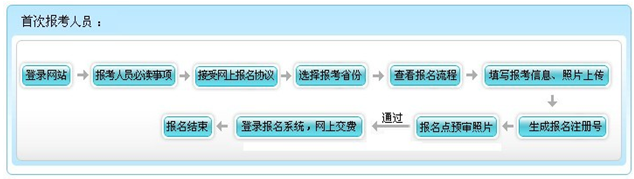 首次报考人员：
登录网站 报考人员必读事项 接受网上报名协议 选择报考省份 查看报名流程 填写报考信息、照片上传
通过
报名结束 登录报名系统，网上交费 报名点预审照片 生成报名注册号